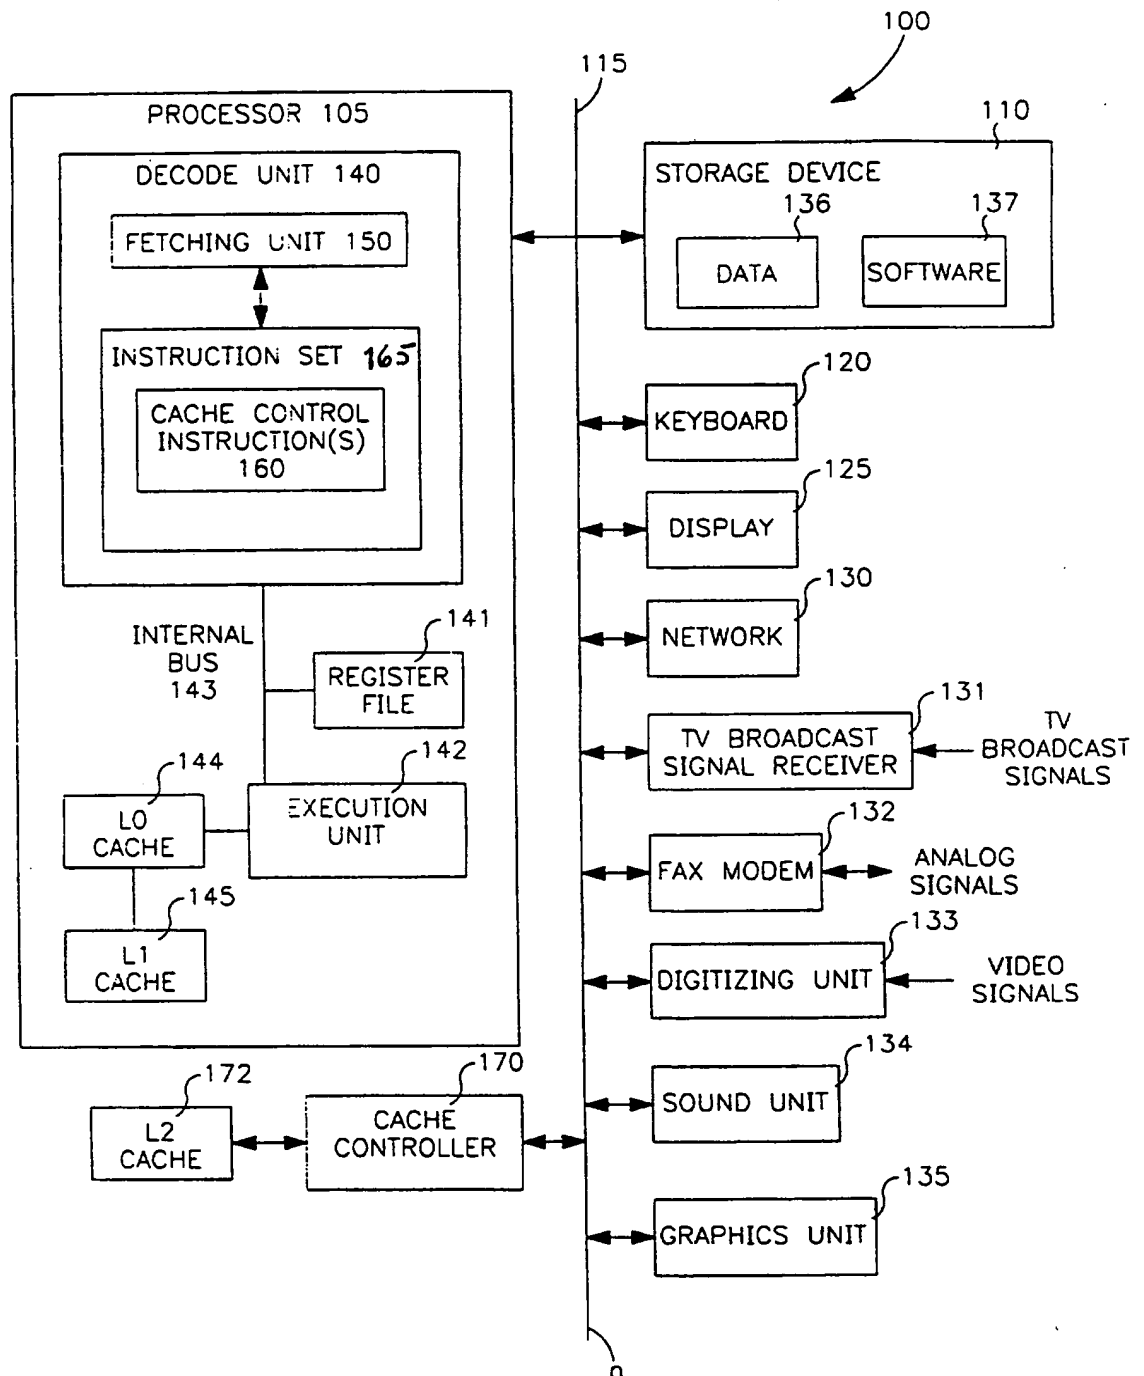 100
115
PROCESSOR 105
110
DECODE UNIT 140
STORAGE DEVICE
136
137
FETCHING UNIT 150
DATA
SOFTWARE
INSTRUCTION SET 165
CACHE CONTROL
INSTRUCTION(S)
160
120
KEYBOARD
125
DISPLAY
130
NETWORK
INTERNAL
BUS
143
141
REGISTER
FILE
131
TV BROADCAST
SIGNAL RECEIVER
TV
BROADCAST
SIGNALS
144
142
L0
CACHE
EXECUTION
UNIT
132
FAX MODEM
ANALOG
SIGNALS
145
L1
CACHE
133
DIGITIZING UNIT
VIDEO
SIGNALS
134
SOUND UNIT
172
170
L2
CACHE
CACHE
CONTROLLER
135
GRAPHICS UNIT